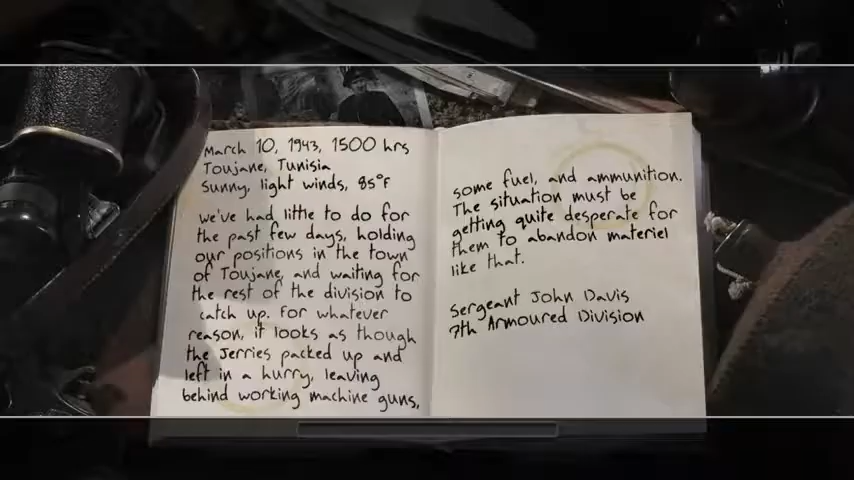 March 10, 1943, 1500 hrs
Toujane, Tunisia
Sunny, light winds, 85°F
we've had little to do for
the past few days, holding
our positions in the town
of Toujane, and waiting for
the rest of the division to
catch up. For whatever
reason, it looks as though
the Jerries packed up and
left in a hurry, leaving
behind working machine guns,
some fuel, and ammunition.
The situation must be
getting quite desperate for
them to abandon materiel
like that.
Sergeant John Davis
7th Armoured Division